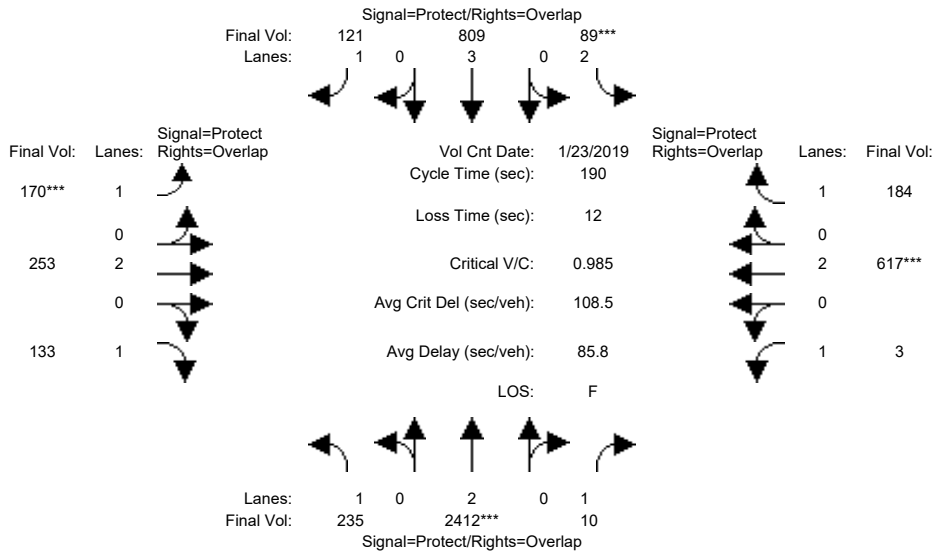 Signal=Protect/Rights=Overlap
Final Vol: 121 809 89***
Lanes: 1 0 3 0 2
Signal=Protect Signal=Protect
Final Vol: Lanes: Rights=Overlap Vol Cnt Date: 1/23/2019 Rights=Overlap Lanes: Final Vol:
Cycle Time (sec): 190
170*** 1 1 184
Loss Time (sec): 12
0 0
253 2 Critical V/C: 0.985 2 617***
0 Avg Crit Del (sec/veh): 108.5 0
133 1 Avg Delay (sec/veh): 85.8 1 3
LOS: F
Lanes: 1 0 2 0 1
Final Vol: 235 2412*** 10
Signal=Protect/Rights=Overlap